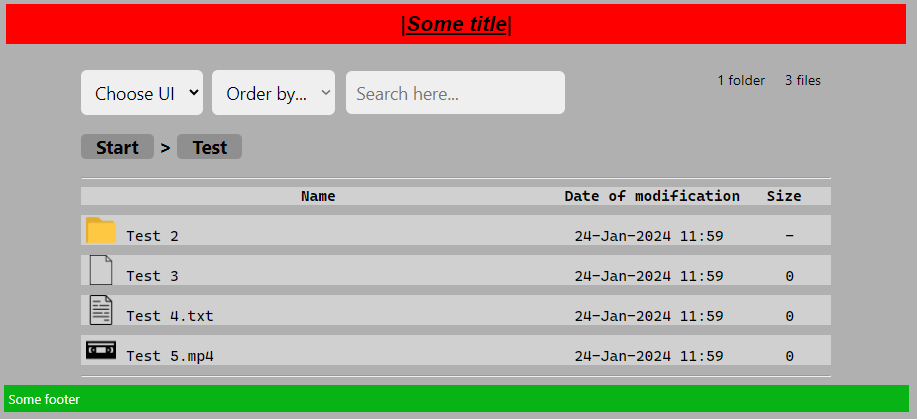 |Some title|
Choose UI Order by... Search here... 1 folder 3 files
Start > Test
Name Date of modification Size
Test 2 24-Jan-2024 11:59 -
Test 3 24-Jan-2024 11:59 0
Test 4.txt 24-Jan-2024 11:59 0
Test 5.mp4 24-Jan-2024 11:59 0
Some footer